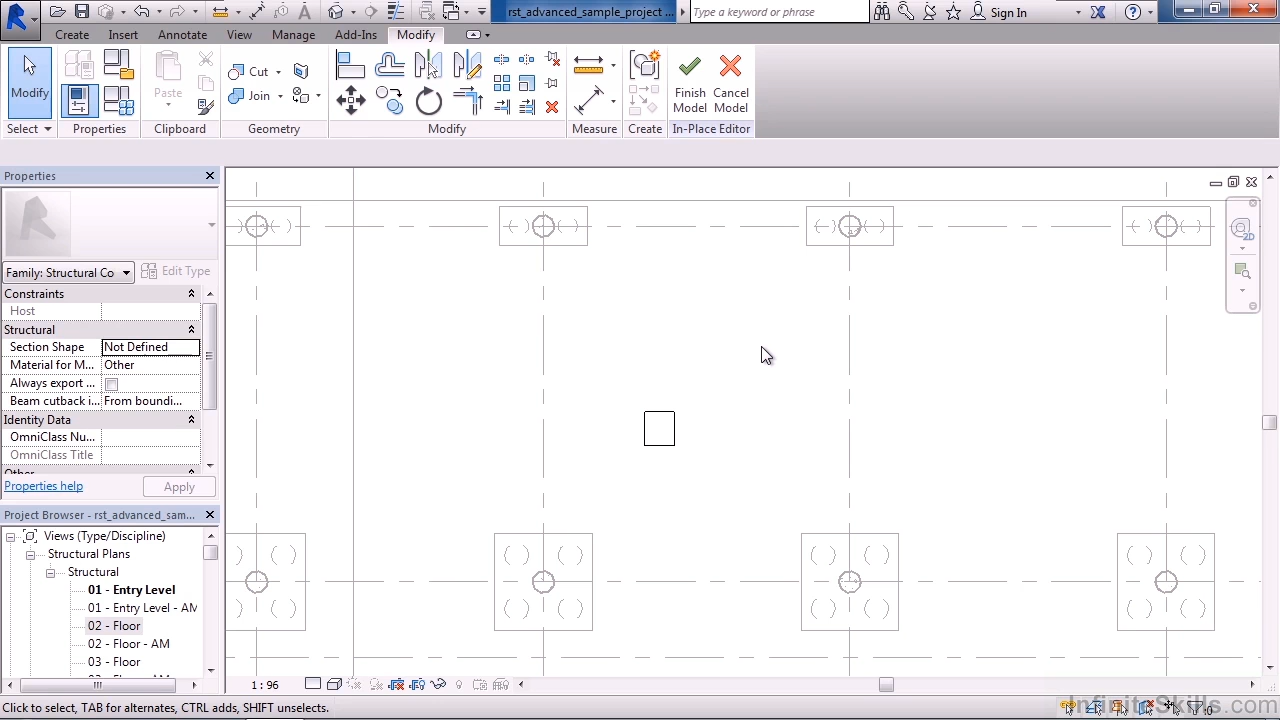 rst_advanced_sample_project ...
Type a keyword or phrase
Sign In
Create
Insert
Annotate
View
Manage
Add-Ins
Modify
Modify
Paste
Cut
Join
Finish Model
Cancel Model
Select
Properties
Clipboard
Geometry
Modify
Measure
Create
In-Place Editor
Properties
2D
Family: Structural Co
Edit Type
Constraints
Host
Structural
Section Shape Not Defined
Material for M... Other
Always export ...
Beam cutback i... From boundi...
Identity Data
OmniClass Nu...
OmniClass Title
Other
Properties help
Apply
Project Browser - rst_advanced_sam...
Views (Type/Discipline)
Structural Plans
Structural
01 - Entry Level
01 - Entry Level - AM
02 - Floor
02 - Floor - AM
03 - Floor
1 : 96
Click to select, TAB for alternates, CTRL adds, SHIFT unselects.
InfiniteSkills.com
:0